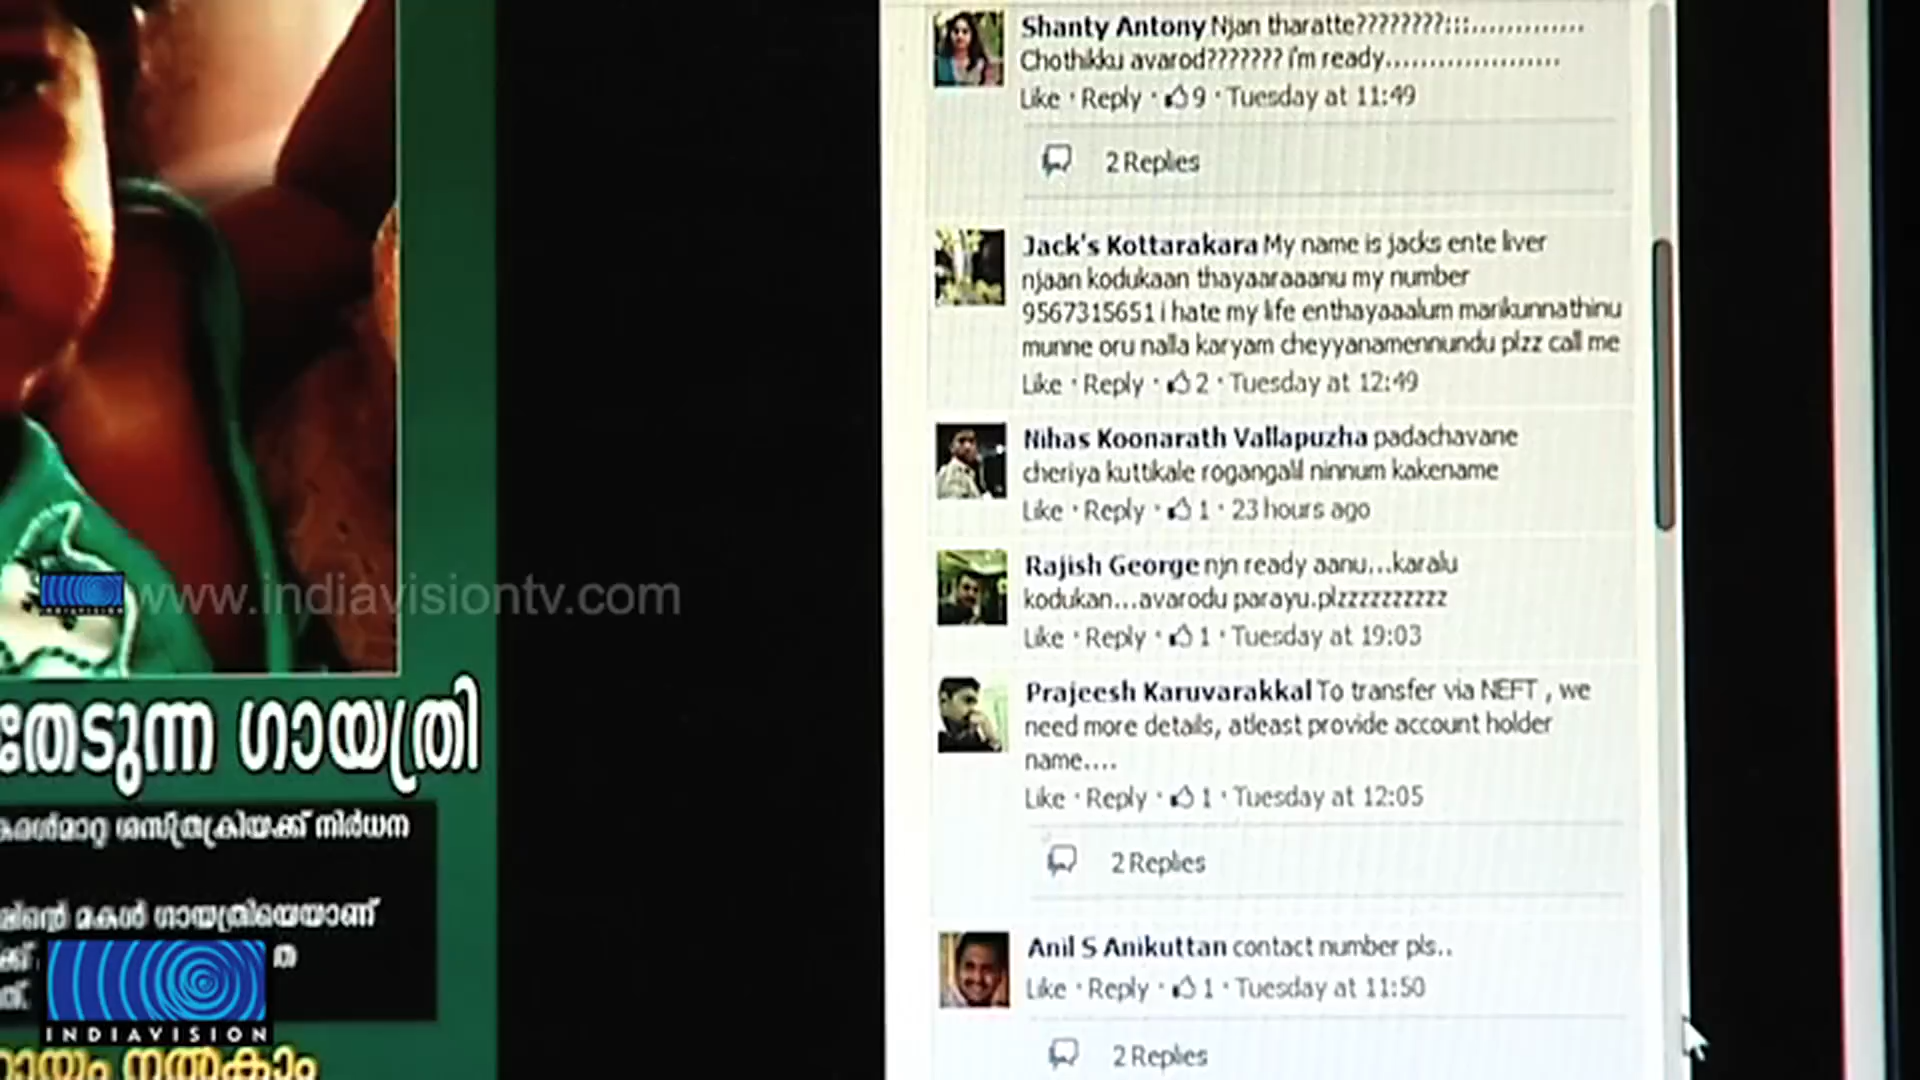 Shanty Antony Njan tharatte????????:::.............
Chothikku avarod??????? i'm ready....................
Like · Reply · 9 · Tuesday at 11:49
2 Replies
Jack's Kottarakara My name is jacks ente liver
njaan kodukaan thayaaraaanu my number
9567315651 i hate my life enthayaaalum marikunnathinu
munne oru nalla karyam cheyyanamennundu plzz call me
Like · Reply · 2 · Tuesday at 12:49
Nihas Koonarath Vallapuzha padachavane
cheriya kuttikale rogangalil ninnum kakename
Like · Reply · 1 · 23 hours ago
Rajish George njn ready aanu...karalu
kodukan...avarodu parayu.plzzzzzzzzzz
Like · Reply · 1 · Tuesday at 19:03
Prajeesh Karuvarakkal To transfer via NEFT , we
need more details, atleast provide account holder
name....
Like · Reply · 1 · Tuesday at 12:05
2 Replies
Anil S Anikuttan contact number pls..
Like · Reply · 1 · Tuesday at 11:50
2 Replies
www.indiavisiontv.com
തേടുന്ന ഗായത്രി
ശസ്ത്രക്രിയക്ക് നിർധന
മകൾ ഗായത്രിയെയാണ്
INDIAVISION
നൽകാം